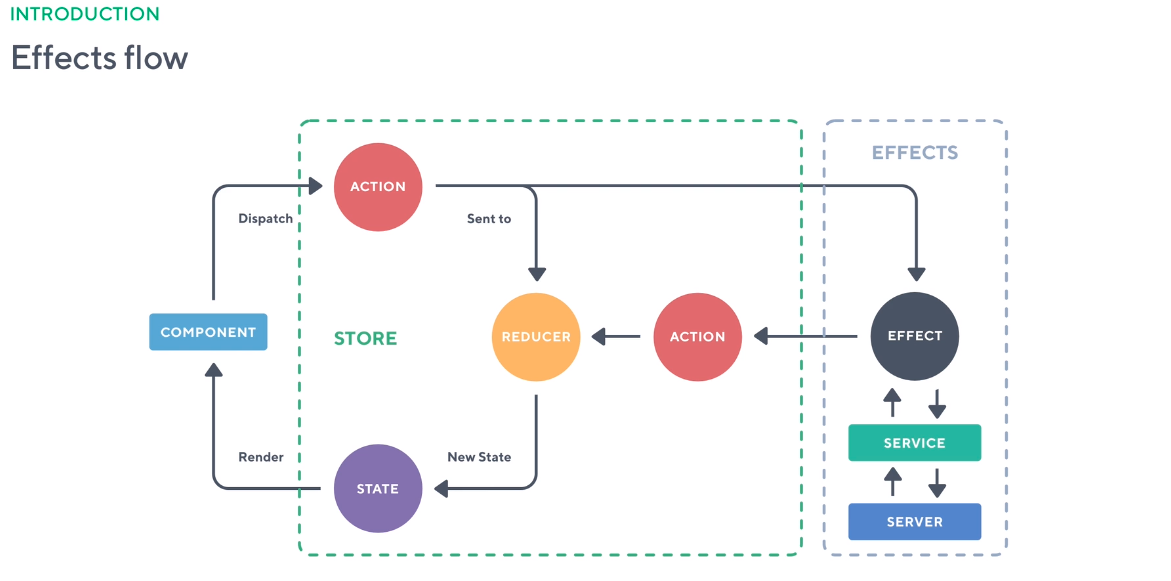 INTRODUCTION
Effects flow
EFFECTS
ACTION
Dispatch
Sent to
COMPONENT
STORE
REDUCER
ACTION
EFFECT
SERVICE
Render
New State
STATE
SERVER